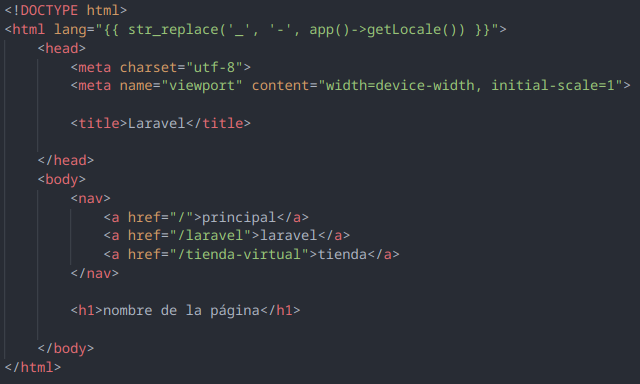 <!DOCTYPE html>
<html lang="{{ str_replace('_', '-', app()->getLocale()) }}">
<head>
<meta charset="utf-8">
<meta name="viewport" content="width=device-width, initial-scale=1">
<title>Laravel</title>
</head>
<body>
<nav>
<a href="/">principal</a>
<a href="/laravel">laravel</a>
<a href="/tienda-virtual">tienda</a>
</nav>
<h1>nombre de la página</h1>
</body>
</html>